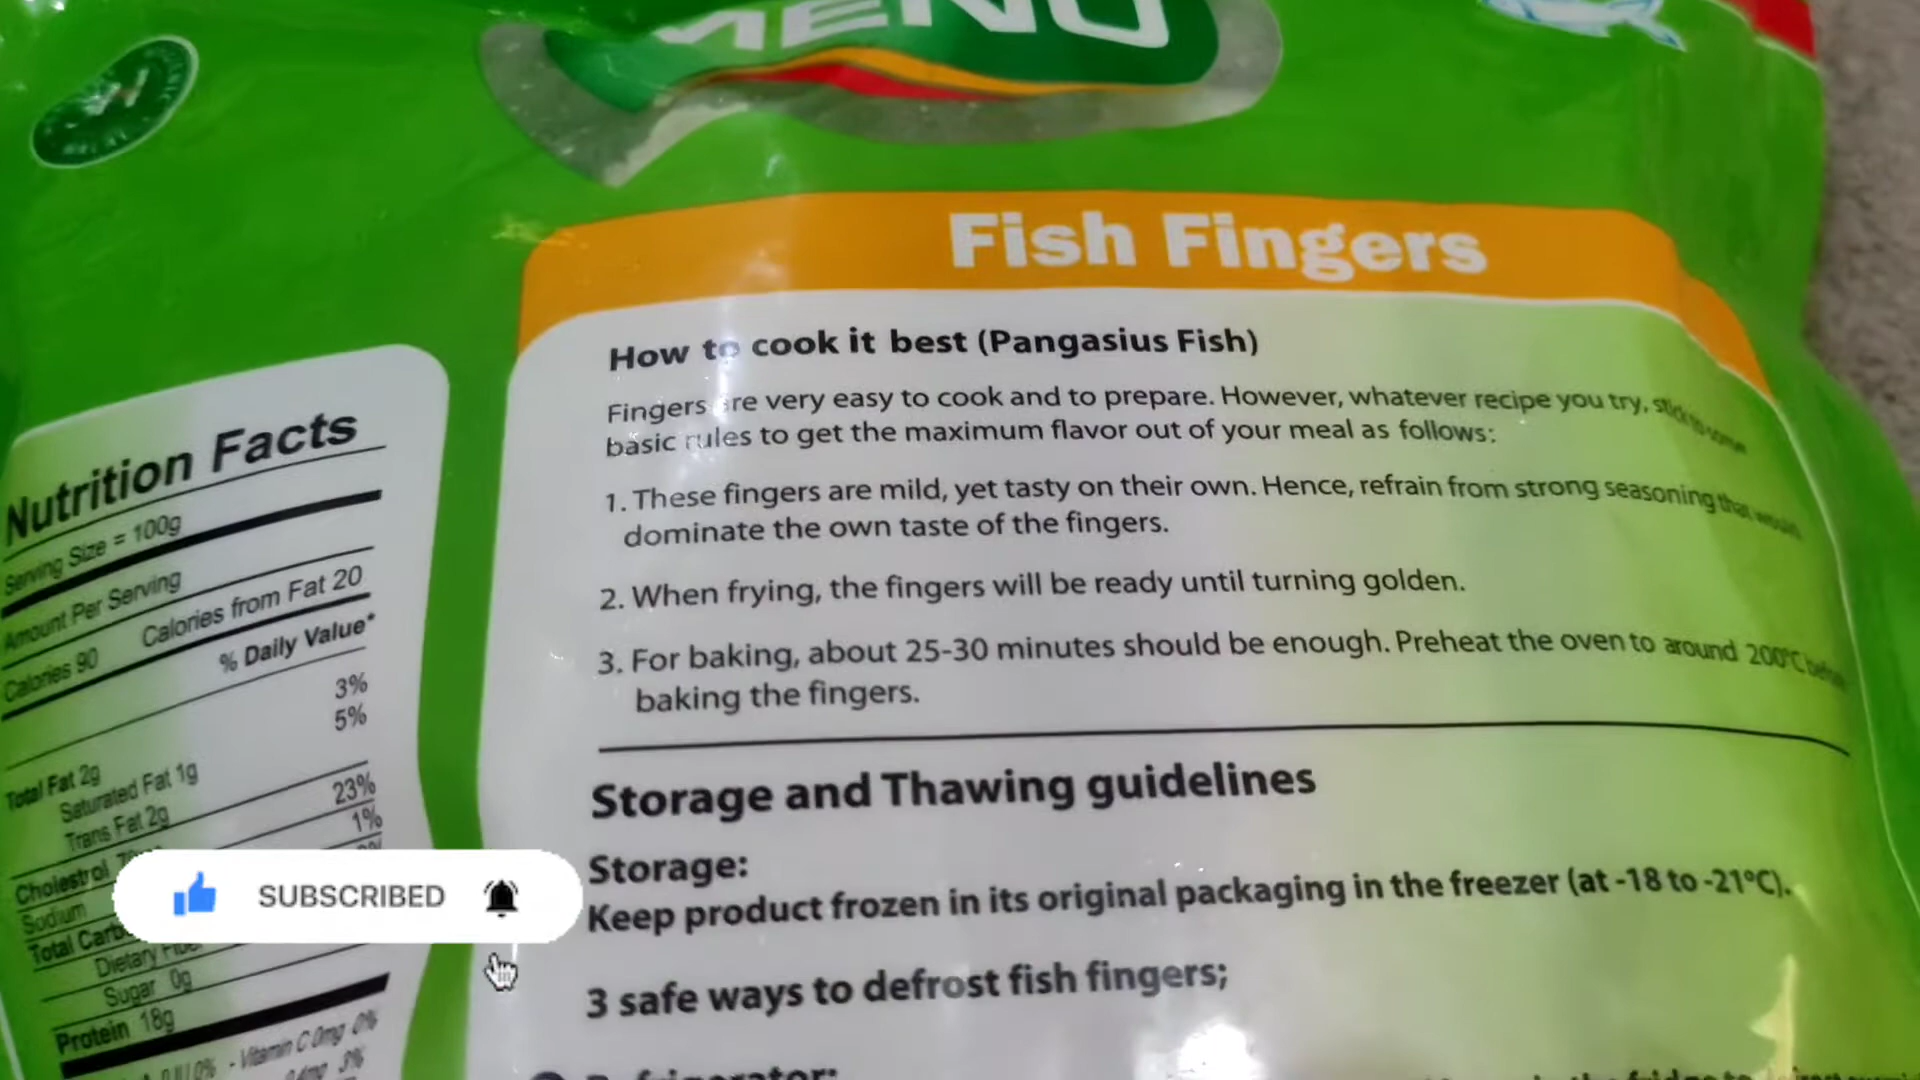 MENU
Fish Fingers
How to cook it best (Pangasius Fish)
Fingers are very easy to cook and to prepare. However, whatever recipe you try, stick to some
basic rules to get the maximum flavor out of your meal as follows:
1. These fingers are mild, yet tasty on their own. Hence, refrain from strong seasoning that would
dominate the own taste of the fingers.
2. When frying, the fingers will be ready until turning golden.
3. For baking, about 25-30 minutes should be enough. Preheat the oven to around 200°C before
baking the fingers.
Storage and Thawing guidelines
Storage:
Keep product frozen in its original packaging in the freezer (at -18 to -21°C).
3 safe ways to defrost fish fingers;
Refrigerator:
Nutrition Facts
Serving Size = 100g
Amount Per Serving
Calories 90 Calories from Fat 20
% Daily Value*
3%
5%
Total Fat 2g
Saturated Fat 1g
Trans Fat 2g
23%
1%
Cholestrol
Sodium
Total Carb
Dietary
Sugar 0g
Protein 18g
- Vitamin C 0mg 0%
3%
SUBSCRIBED